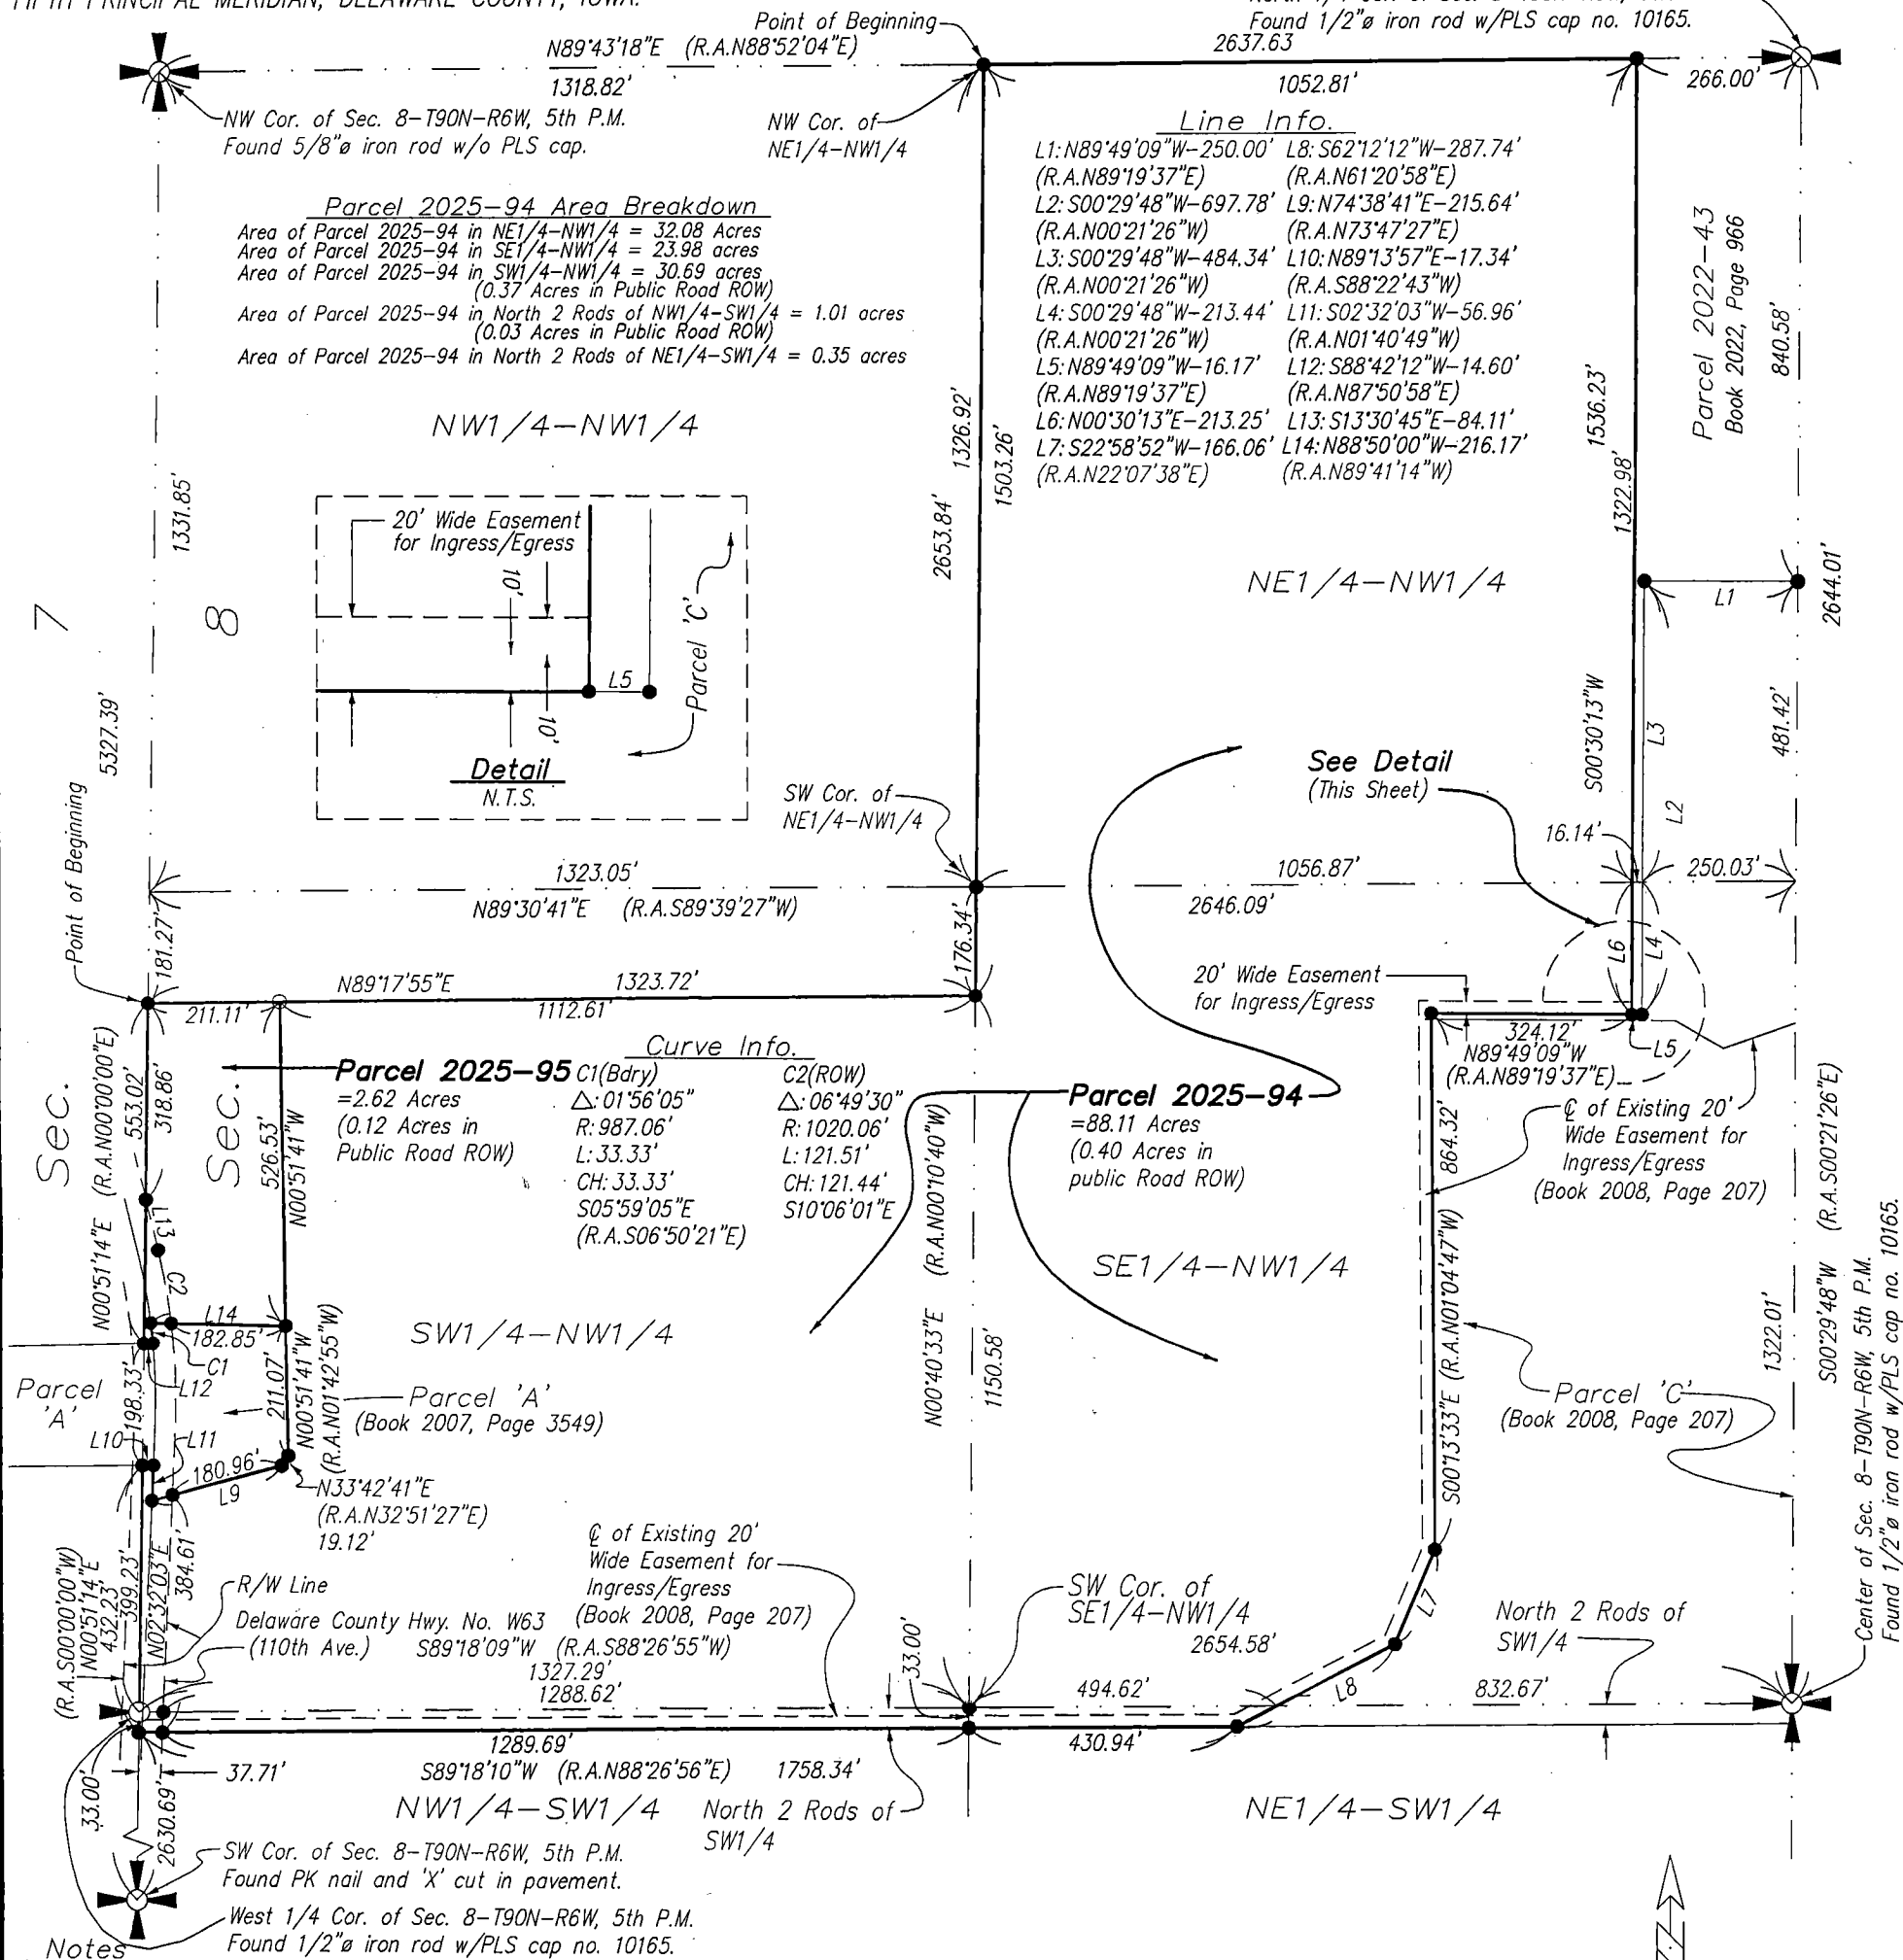 FIFTH PRINCIPAL MERIDIAN, DELAWARE COUNTY, IOWA.
Point of Beginning
Found 1/2"ø iron rod w/PLS cap no. 10165.
N89°43'18"E (R.A.N88°52'04"E)
2637.63
1318.82'
1052.81'
266.00'
NW Cor. of Sec. 8-T90N-R6W, 5th P.M.
Found 5/8"ø iron rod w/o PLS cap.
NW Cor. of
NE1/4-NW1/4
Line Info.
L1: N89°49'09"W-250.00'
(R.A.N89°19'37"E)
L2: S00°29'48"W-697.78'
(R.A.N00°21'26"W)
L3: S00°29'48"W-484.34'
(R.A.N00°21'26"W)
L4: S00°29'48"W-213.44'
(R.A.N00°21'26"W)
L5: N89°49'09"W-16.17'
(R.A.N89°19'37"E)
L6: N00°30'13"E-213.25'
L7: S22°58'52"W-166.06'
(R.A.N22°07'38"E)
L8: S62°12'12"W-287.74'
(R.A.N61°20'58"E)
L9: N74°38'41"E-215.64'
(R.A.N73°47'27"E)
L10: N89°13'57"E-17.34'
(R.A.S88°22'43"W)
L11: S02°32'03"W-56.96'
(R.A.N01°40'49"W)
L12: S88°42'12"W-14.60'
(R.A.N87°50'58"E)
L13: S13°30'45"E-84.11'
L14: N88°50'00"W-216.17'
(R.A.N89°41'14"W)
Parcel 2025-94 Area Breakdown
Area of Parcel 2025-94 in NE1/4-NW1/4 = 32.08 Acres
Area of Parcel 2025-94 in SE1/4-NW1/4 = 23.98 acres
Area of Parcel 2025-94 in SW1/4-NW1/4 = 30.69 acres
(0.37 Acres in Public Road ROW)
Area of Parcel 2025-94 in North 2 Rods of NW1/4-SW1/4 = 1.01 acres
(0.03 Acres in Public Road ROW)
Area of Parcel 2025-94 in North 2 Rods of NE1/4-SW1/4 = 0.35 acres
Parcel 2022-43
Book 2022, Page 966
840.58'
NW1/4-NW1/4
1331.85'
1326.92'
2653.84'
1503.26'
1536.23'
1322.98'
20' Wide Easement
for Ingress/Egress
10'
10'
L5
Parcel 'C'
Detail
N.T.S.
NE1/4-NW1/4
L1
2644.01'
7
8
5327.39'
S00°30'13"W
L3
L2
481.42'
See Detail
(This Sheet)
SW Cor. of
NE1/4-NW1/4
16.14'
250.03'
Point of Beginning
181.27'
1323.05'
N89°30'41"E (R.A.S89°39'27"W)
1056.87'
2646.09'
176.34'
L6
L4
20' Wide Easement
for Ingress/Egress
N89°17'55"E
1323.72'
211.11'
1112.61'
324.12'
N89°49'09"W
(R.A.N89°19'37"E)
L5
Sec.
Sec.
N00°51'14"E (R.A.N00°00'00"E)
553.02'
318.86'
526.53'
N00°51'41"W
Parcel 2025-95
=2.62 Acres
(0.12 Acres in
Public Road ROW)
Curve Info.
C1(Bdry)
△: 01°56'05"
R: 987.06'
L: 33.33'
CH: 33.33'
S05°59'05"E
(R.A.S06°50'21"E)
C2(ROW)
△: 06°49'30"
R: 1020.06'
L: 121.51'
CH: 121.44'
S10°06'01"E
Parcel 2025-94
=88.11 Acres
(0.40 Acres in
public Road ROW)
N00°40'33"E (R.A.N00°10'40"W)
1150.58'
864.32'
℄ of Existing 20'
Wide Easement for
Ingress/Egress
(Book 2008, Page 207)
S00°13'33"E (R.A.N01°04'47"W)
S00°29'48"W (R.A.S00°21'26"E)
1322.01'
Center of Sec. 8-T90N-R6W, 5th P.M.
Found 1/2"ø iron rod w/PLS cap no. 10165.
SE1/4-NW1/4
SW1/4-NW1/4
L13
C2
L14
182.85'
C1
L12
Parcel
'A'
198.33'
211.07'
N00°51'41"W
(R.A.N01°42'55"W)
Parcel 'A'
(Book 2007, Page 3549)
L10
L11
180.96'
L9
N33°42'41"E
(R.A.N32°51'27"E)
19.12'
Parcel 'C'
(Book 2008, Page 207)
(R.A.S00°00'00"W)
N00°51'14"E
432.23'
399.23'
N02°32'03"E
384.61'
R/W Line
Delaware County Hwy. No. W63
(110th Ave.)
℄ of Existing 20'
Wide Easement for
Ingress/Egress
(Book 2008, Page 207)
S89°18'09"W (R.A.S88°26'55"W)
1327.29'
1288.62'
33.00'
SW Cor. of
SE1/4-NW1/4
2654.58'
494.62'
L7
L8
North 2 Rods of
SW1/4
832.67'
1289.69'
430.94'
37.71'
33.00'
2630.69'
S89°18'10"W (R.A.N88°26'56"E)
1758.34'
NW1/4-SW1/4
North 2 Rods of
SW1/4
NE1/4-SW1/4
SW Cor. of Sec. 8-T90N-R6W, 5th P.M.
Found PK nail and 'X' cut in pavement.
West 1/4 Cor. of Sec. 8-T90N-R6W, 5th P.M.
Found 1/2"ø iron rod w/PLS cap no. 10165.
Notes